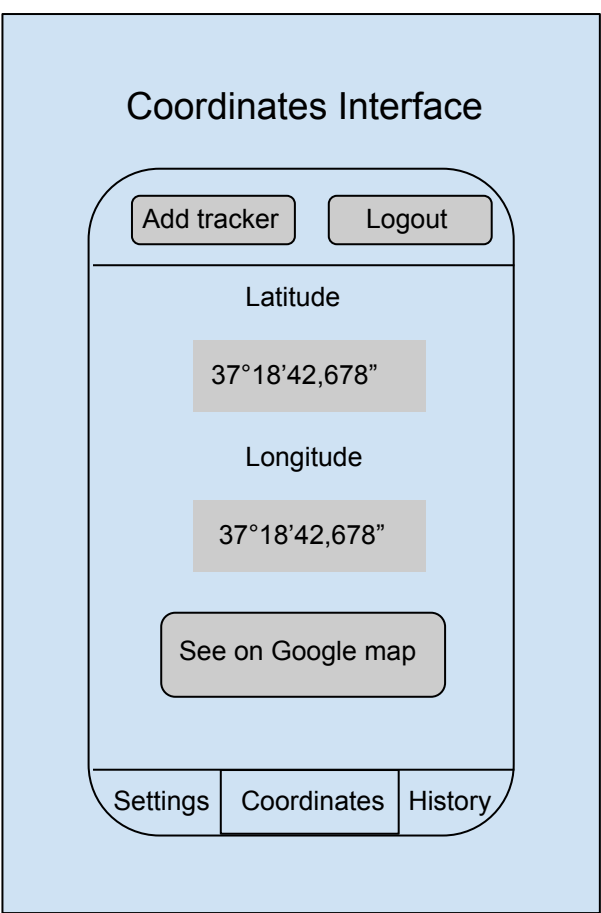 Coordinates Interface
Add tracker
Logout
Latitude
37°18’42,678”
Longitude
37°18’42,678”
See on Google map
Settings
Coordinates
History